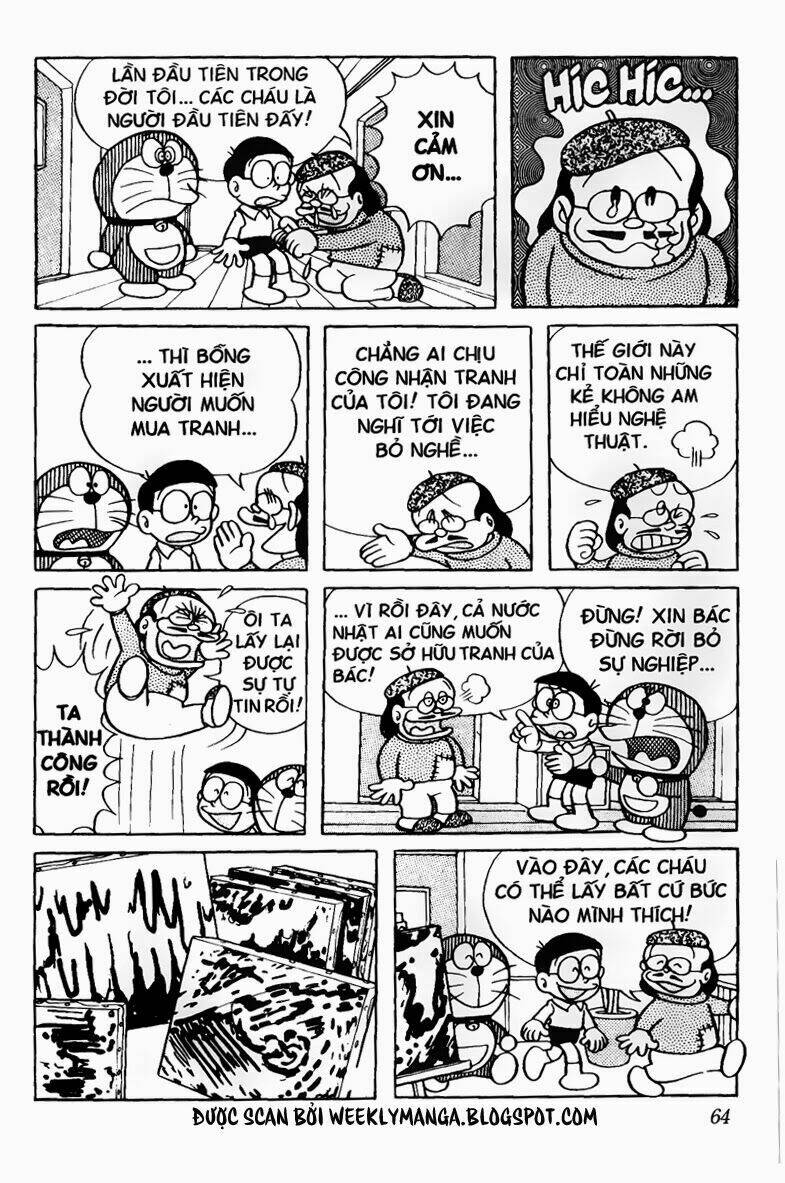 HÍC HÍC...
XIN
CẢM
ƠN...
LẦN ĐẦU TIÊN TRONG
ĐỜI TÔI... CÁC CHÁU LÀ
NGƯỜI ĐẦU TIÊN ĐẤY!
THẾ GIỚI NÀY
CHỈ TOÀN NHỮNG
KẺ KHÔNG AM
HIỂU NGHỆ
THUẬT.
CHẲNG AI CHỊU
CÔNG NHẬN TRANH
CỦA TÔI! TÔI ĐANG
NGHĨ TỚI VIỆC
BỎ NGHỀ...
... THÌ BỖNG
XUẤT HIỆN
NGƯỜI MUỐN
MUA TRANH...
ĐỪNG! XIN BÁC
ĐỪNG RỜI BỎ
SỰ NGHIỆP...
... VÌ RỒI ĐÂY, CẢ NƯỚC
NHẬT AI CŨNG MUỐN
ĐƯỢC SỞ HỮU TRANH CỦA
BÁC!
ÔI TA
LẤY LẠI
ĐƯỢC
SỰ TỰ
TIN RỒI!
TA
THÀNH
CÔNG
RỒI!
VÀO ĐÂY, CÁC CHÁU
CÓ THỂ LẤY BẤT CỨ BỨC
NÀO MÌNH THÍCH!
ĐƯỢC SCAN BỞI WEEKLYMANGA.BLOGSPOT.COM
64